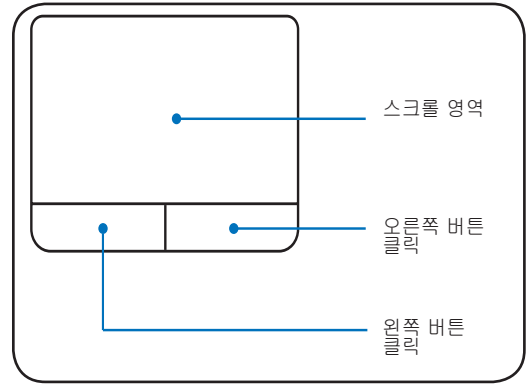 스크롤 영역
오른쪽 버튼
클릭
왼쪽 버튼
클릭